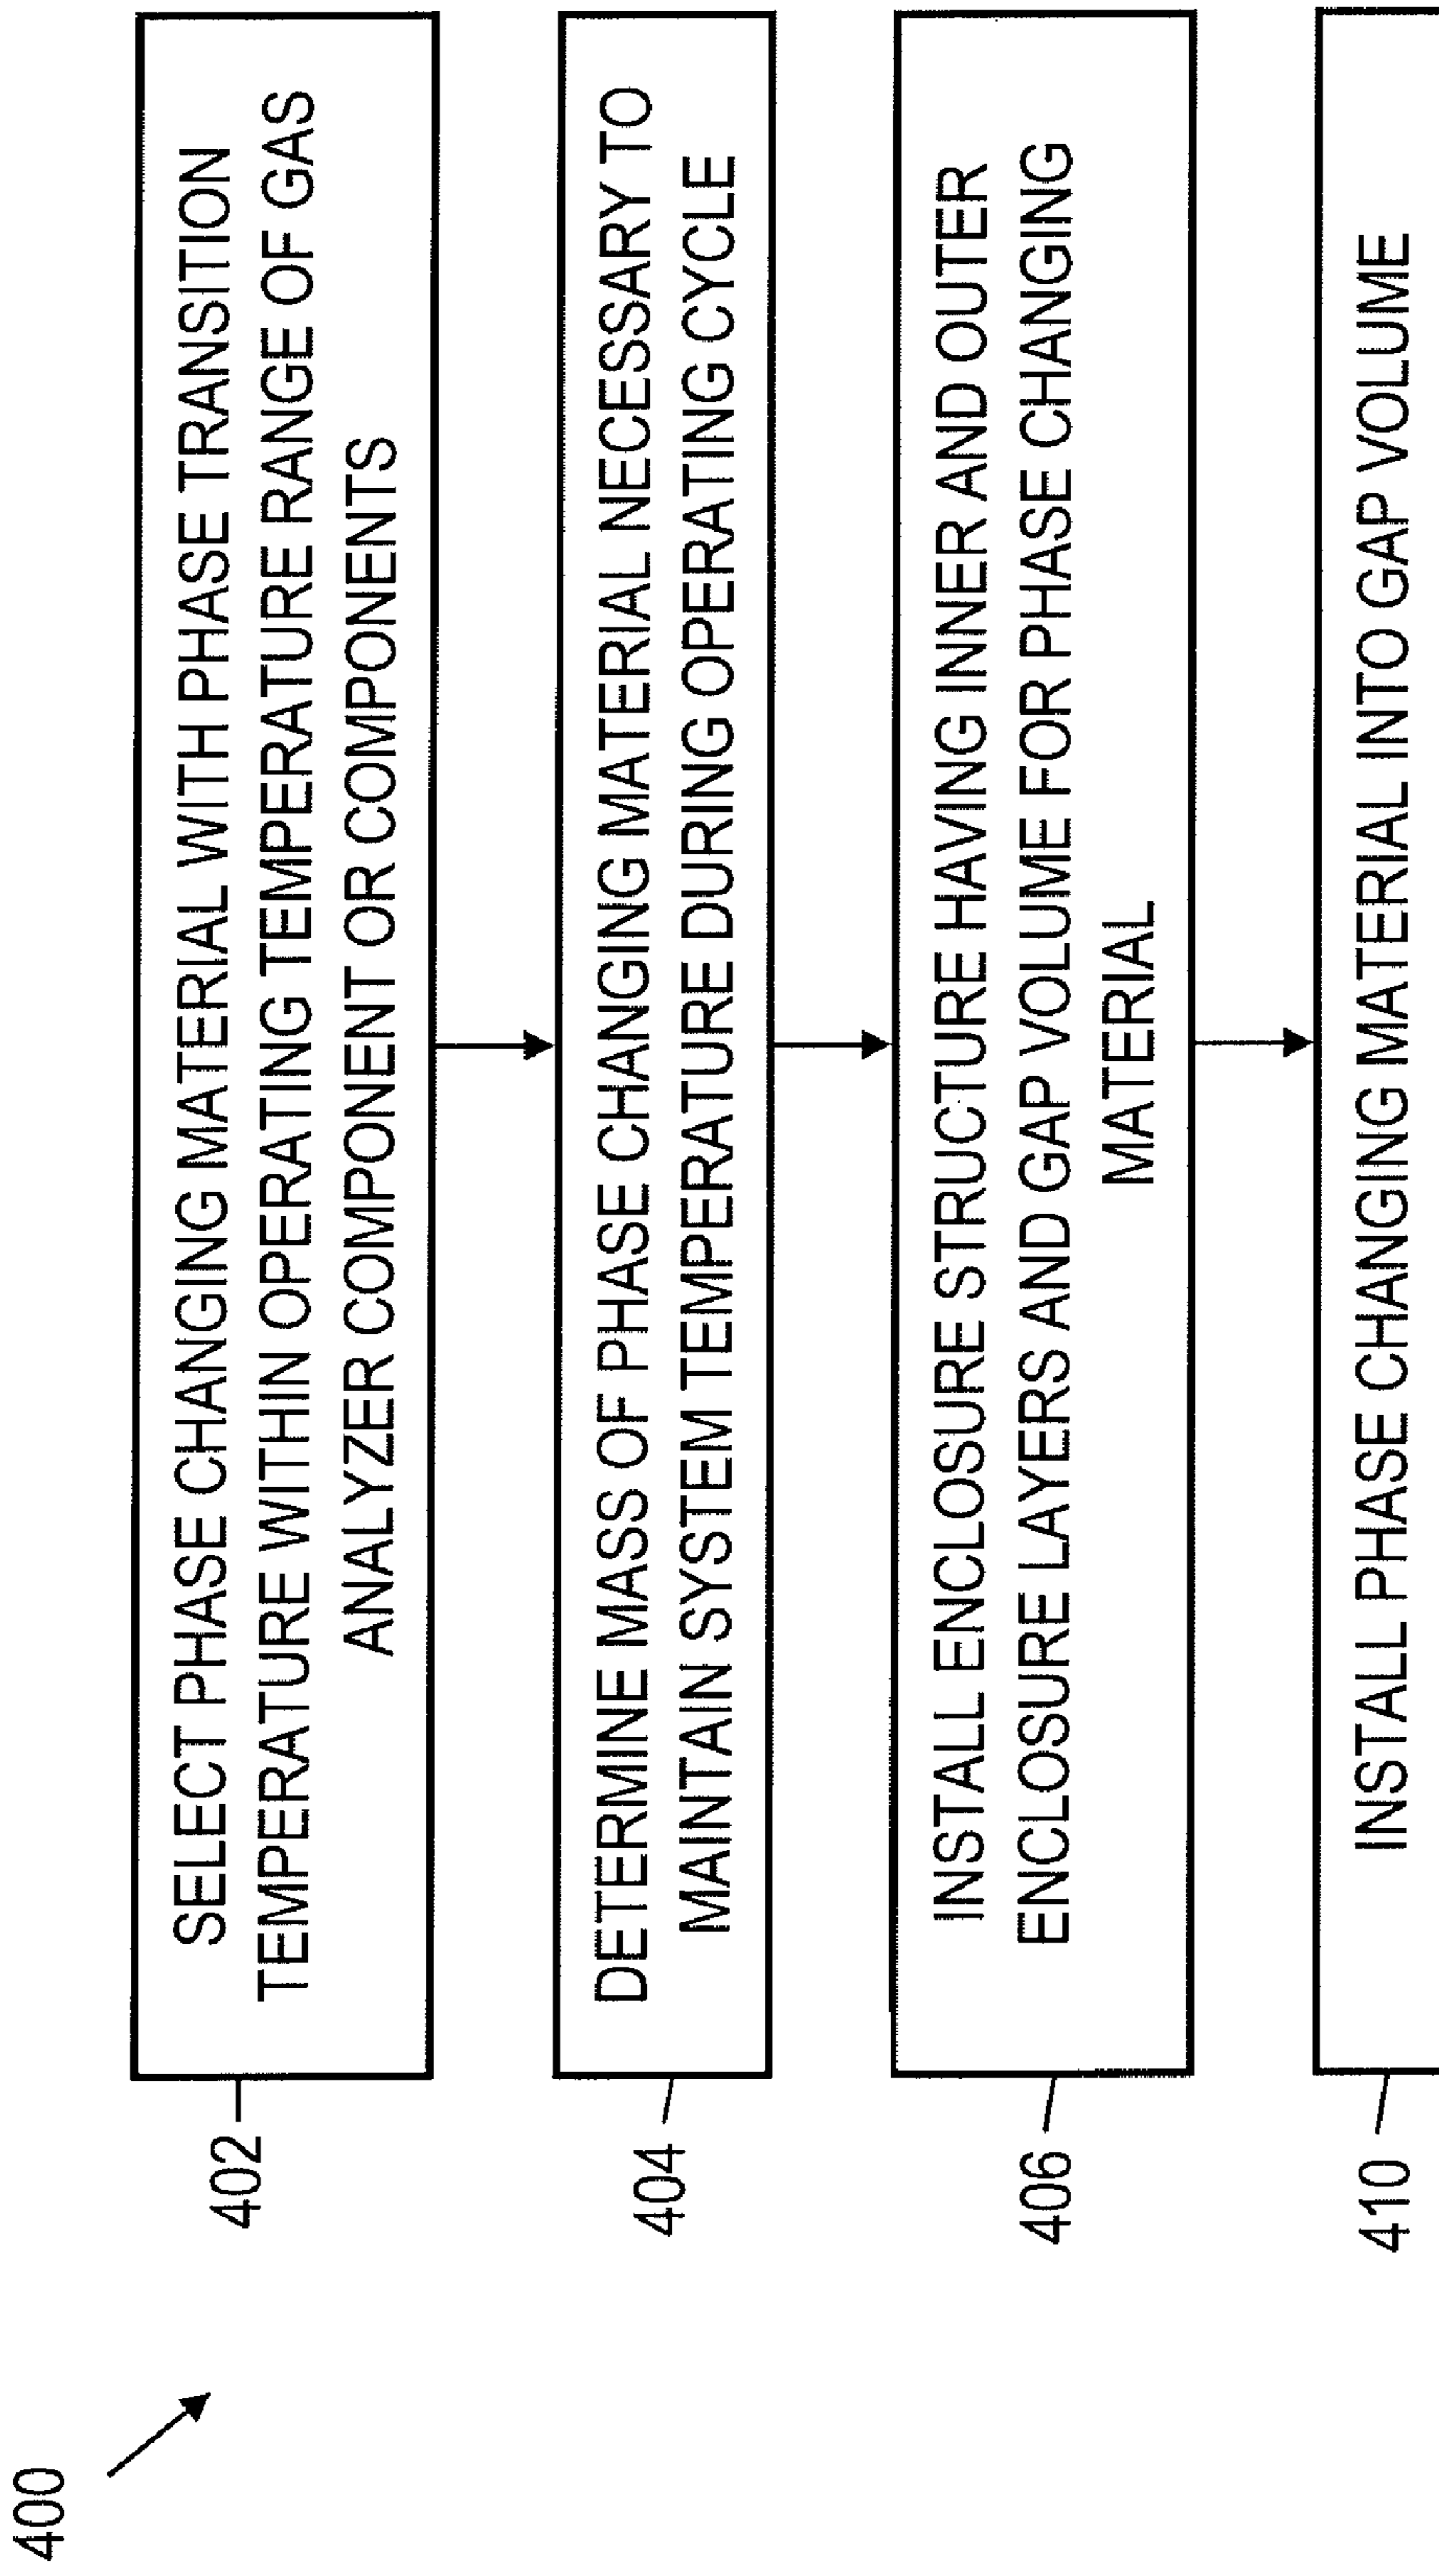 400
402
SELECT PHASE CHANGING MATERIAL WITH PHASE TRANSITION
TEMPERATURE WITHIN OPERATING TEMPERATURE RANGE OF GAS
ANALYZER COMPONENT OR COMPONENTS
404
DETERMINE MASS OF PHASE CHANGING MATERIAL NECESSARY TO
MAINTAIN SYSTEM TEMPERATURE DURING OPERATING CYCLE
406
INSTALL ENCLOSURE STRUCTURE HAVING INNER AND OUTER
ENCLOSURE LAYERS AND GAP VOLUME FOR PHASE CHANGING
MATERIAL
410
INSTALL PHASE CHANGING MATERIAL INTO GAP VOLUME